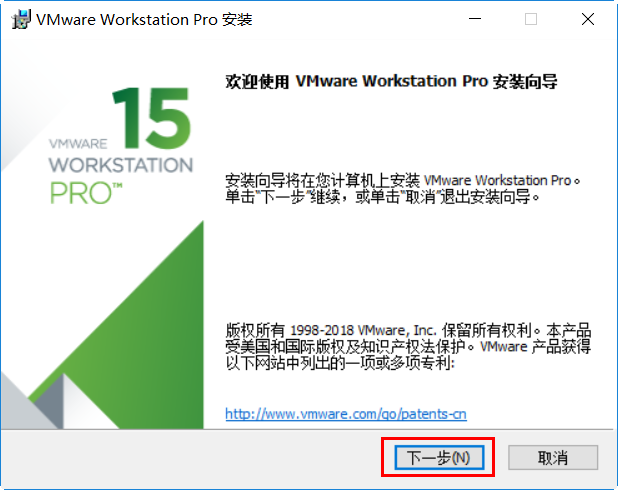 VMware Workstation Pro 安装
欢迎使用 VMware Workstation Pro 安装向导
15
VMWARE
WORKSTATION
PRO™
安装向导将在您计算机上安装 VMware Workstation Pro。
单击“下一步”继续，或单击“取消”退出安装向导。
版权所有 1998-2018 VMware, Inc. 保留所有权利。本产品
受美国和国际版权及知识产权法保护。VMware 产品获得
以下网站中列出的一项或多项专利:
http://www.vmware.com/go/patents-cn
下一步(N)
取消